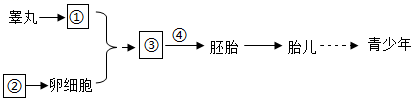 睾丸 ①
③ ④ 胚胎 胎儿 青少年
② 卵细胞